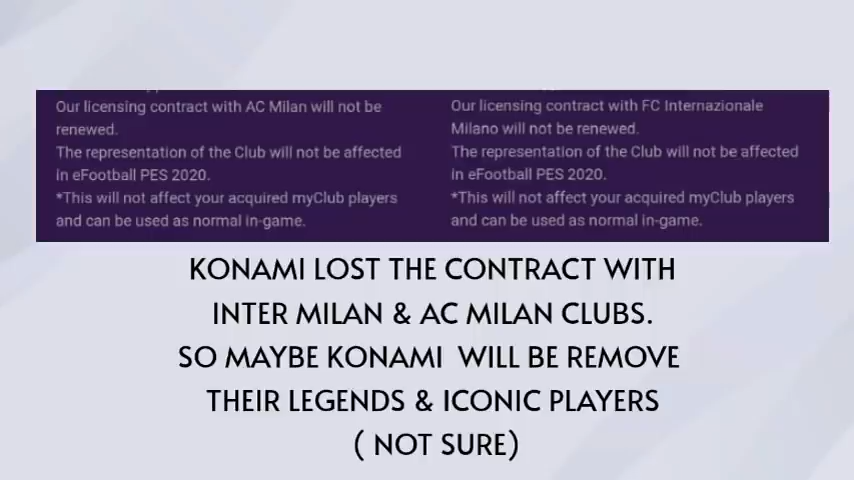 Our licensing contract with AC Milan will not be
renewed.
The representation of the Club will not be affected
in eFootball PES 2020.
*This will not affect your acquired myClub players
and can be used as normal in-game.
Our licensing contract with FC Internazionale
Milano will not be renewed.
The representation of the Club will not be affected
in eFootball PES 2020.
*This will not affect your acquired myClub players
and can be used as normal in-game.
KONAMI LOST THE CONTRACT WITH
INTER MILAN & AC MILAN CLUBS.
SO MAYBE KONAMI WILL BE REMOVE
THEIR LEGENDS & ICONIC PLAYERS
( NOT SURE)